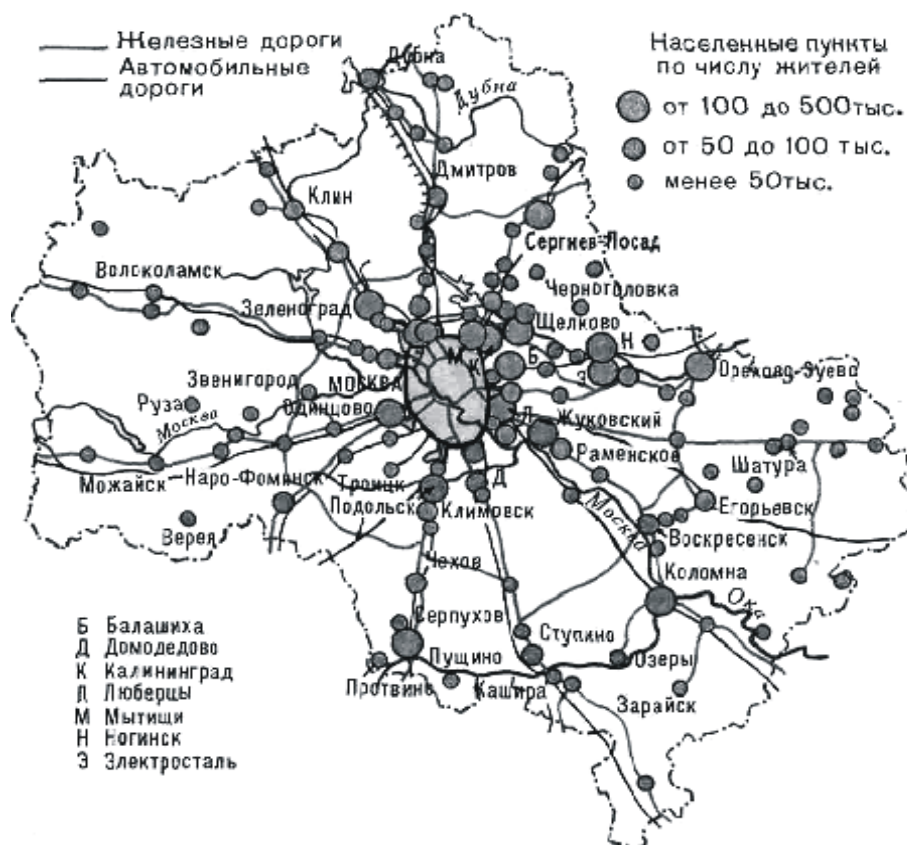 Железные дороги
Автомобильные
дороги
Населенные пункты
по числу жителей
от 100 до 500тыс.
от 50 до 100 тыс.
менее 50тыс.
Дубна
Дубна
Дмитров
Клин
Сергиев-Посад
Волоколамск
Черноголовка
Зеленоград
Щелково
Н
М
Б
К
Э
Орехово-Зуево
Звенигород
МОСКВА
Руза
Москва
Одинцово
Л
Жуковский
Раменское
Шатура
Можайск
Наро-Фоминск
Троицк
Д
Москва
Егорьевск
Подольск
Климовск
Верея
Воскресенск
Чехов
Коломна
Ока
Серпухов
Ступино
Пущино
Озеры
Протвино
Кашира
Зарайск
Б Балашиха
Д Домодедово
К Калининград
Л Люберцы
М Мытищи
Н Ногинск
Э Электросталь